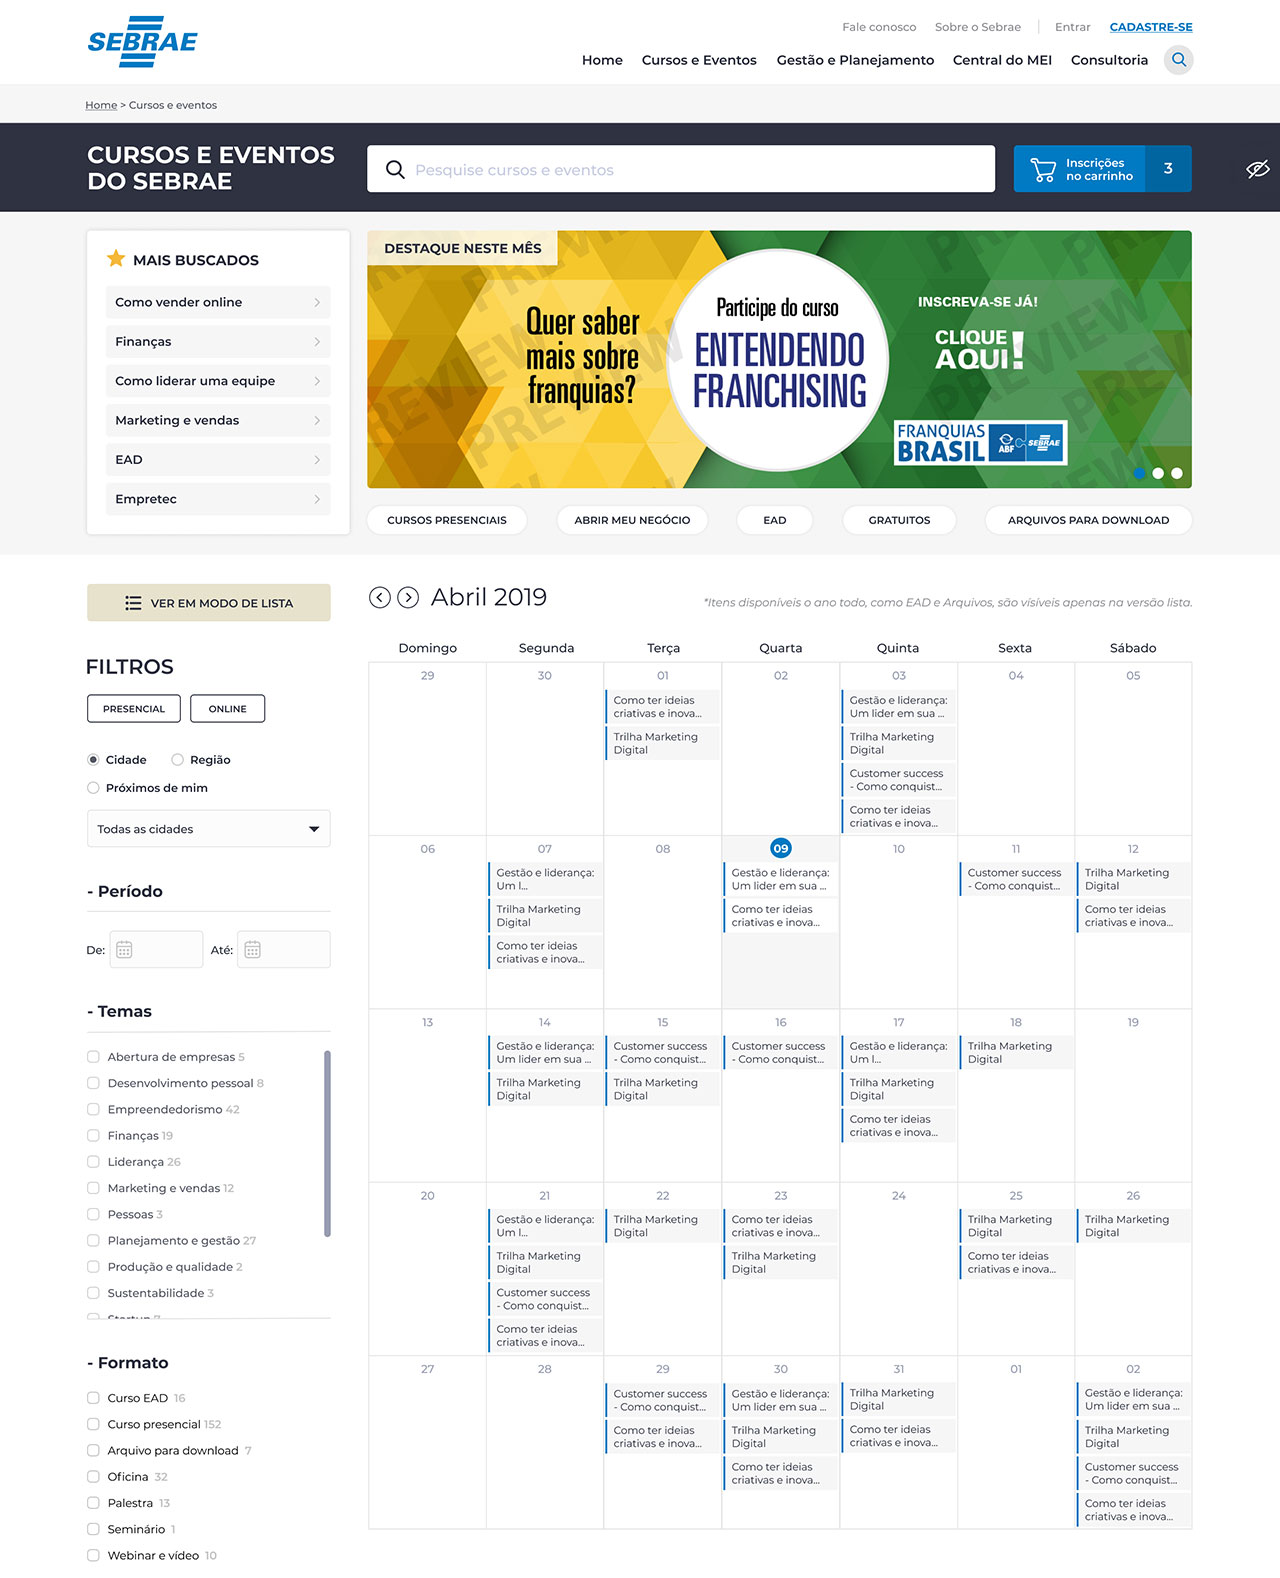 SEBRAE
Fale conosco
Sobre o Sebrae
Entrar
CADASTRE-SE
Home
Cursos e Eventos
Gestão e Planejamento
Central do MEI
Consultoria
Home > Cursos e eventos
CURSOS E EVENTOS
DO SEBRAE
Pesquise cursos e eventos
Inscrições
no carrinho
3
MAIS BUSCADOS
Como vender online
Finanças
Como liderar uma equipe
Marketing e vendas
EAD
Empretec
DESTAQUE NESTE MÊS
Quer saber
mais sobre
franquias?
Participe do curso
ENTENDENDO
FRANCHISING
INSCREVA-SE JÁ!
CLIQUE
AQUI!
FRANQUIAS
BRASIL
ABF
SEBRAE
PREVIEW
PREVIEW
PREVIEW
PREVIEW
CURSOS PRESENCIAIS
ABRIR MEU NEGÓCIO
EAD
GRATUITOS
ARQUIVOS PARA DOWNLOAD
VER EM MODO DE LISTA
FILTROS
PRESENCIAL
ONLINE
Cidade
Região
Próximos de mim
Todas as cidades
- Período
De:
Até:
- Temas
Abertura de empresas 5
Desenvolvimento pessoal 8
Empreendedorismo 42
Finanças 19
Liderança 26
Marketing e vendas 12
Pessoas 3
Planejamento e gestão 27
Produção e qualidade 2
Sustentabilidade 3
Startup 7
- Formato
Curso EAD 16
Curso presencial 152
Arquivo para download 7
Oficina 32
Palestra 13
Seminário 1
Webinar e vídeo 10
Abril 2019
*Itens disponíveis o ano todo, como EAD e Arquivos, são visíveis apenas na versão lista.
Domingo
Segunda
Terça
Quarta
Quinta
Sexta
Sábado
29
30
01
Como ter ideias
criativas e inova...
Trilha Marketing
Digital
02
03
Gestão e liderança:
Um lider em sua ...
Trilha Marketing
Digital
Customer success
- Como conquist...
Como ter ideias
criativas e inova...
04
05
06
07
Gestão e liderança:
Um l...
Trilha Marketing
Digital
Como ter ideias
criativas e inova...
08
09
Gestão e liderança:
Um lider em sua ...
Como ter ideias
criativas e inova...
10
11
Customer success
- Como conquist...
12
Trilha Marketing
Digital
Como ter ideias
criativas e inova...
13
14
Gestão e liderança:
Um lider em sua ...
Trilha Marketing
Digital
15
Customer success
- Como conquist...
Trilha Marketing
Digital
16
Customer success
- Como conquist...
17
Gestão e liderança:
Um l...
Trilha Marketing
Digital
Como ter ideias
criativas e inova...
18
Trilha Marketing
Digital
19
20
21
Gestão e liderança:
Um l...
Trilha Marketing
Digital
Customer success
- Como conquist...
Como ter ideias
criativas e inova...
22
Trilha Marketing
Digital
23
Como ter ideias
criativas e inova...
Trilha Marketing
Digital
24
25
Trilha Marketing
Digital
Como ter ideias
criativas e inova...
26
Trilha Marketing
Digital
27
28
29
Customer success
- Como conquist...
Como ter ideias
criativas e inova...
30
Gestão e liderança:
Um lider em sua ...
Trilha Marketing
Digital
Como ter ideias
criativas e inova...
31
Trilha Marketing
Digital
Como ter ideias
criativas e inova...
01
02
Gestão e liderança:
Um lider em sua ...
Trilha Marketing
Digital
Customer success
- Como conquist...
Como ter ideias
criativas e inova...